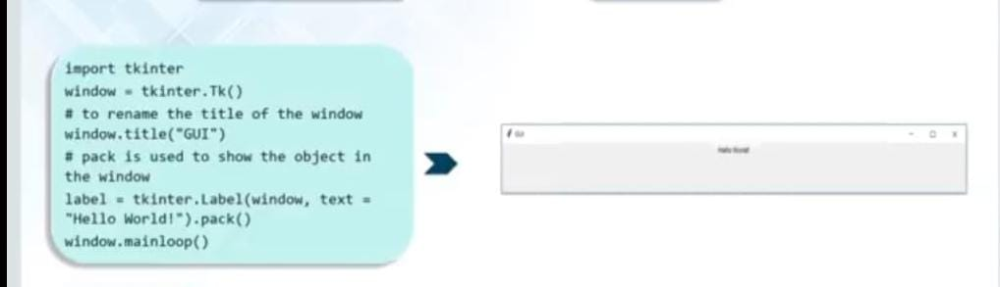 import tkinter
window = tkinter.Tk()
# to rename the title of the window
window.title("GUI")
# pack is used to show the object in
the window
label = tkinter.Label(window, text =
"Hello World!").pack()
window.mainloop()
GUI
Hello World!